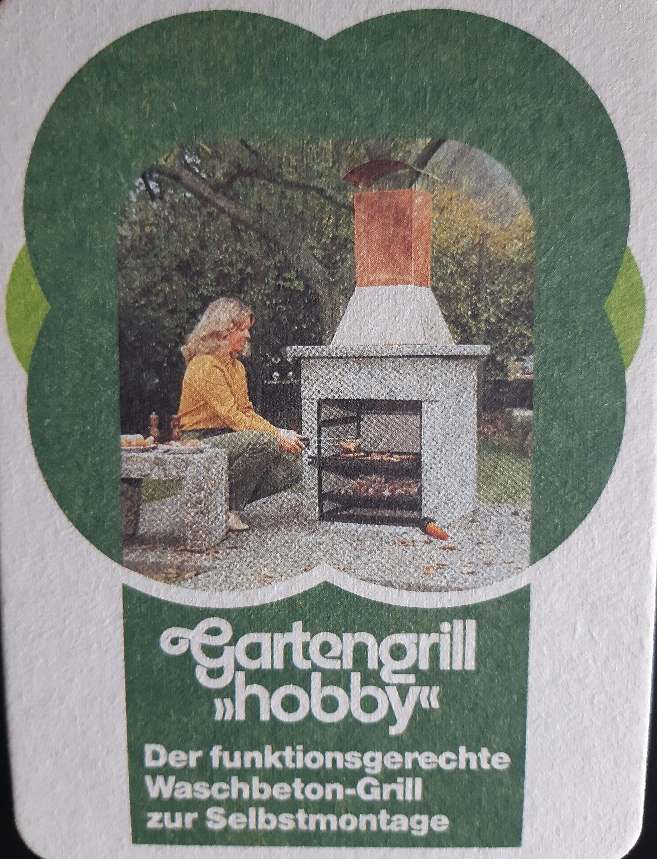 Gartengrill
»hobby«
Der funktionsgerechte
Waschbeton-Grill
zur Selbstmontage